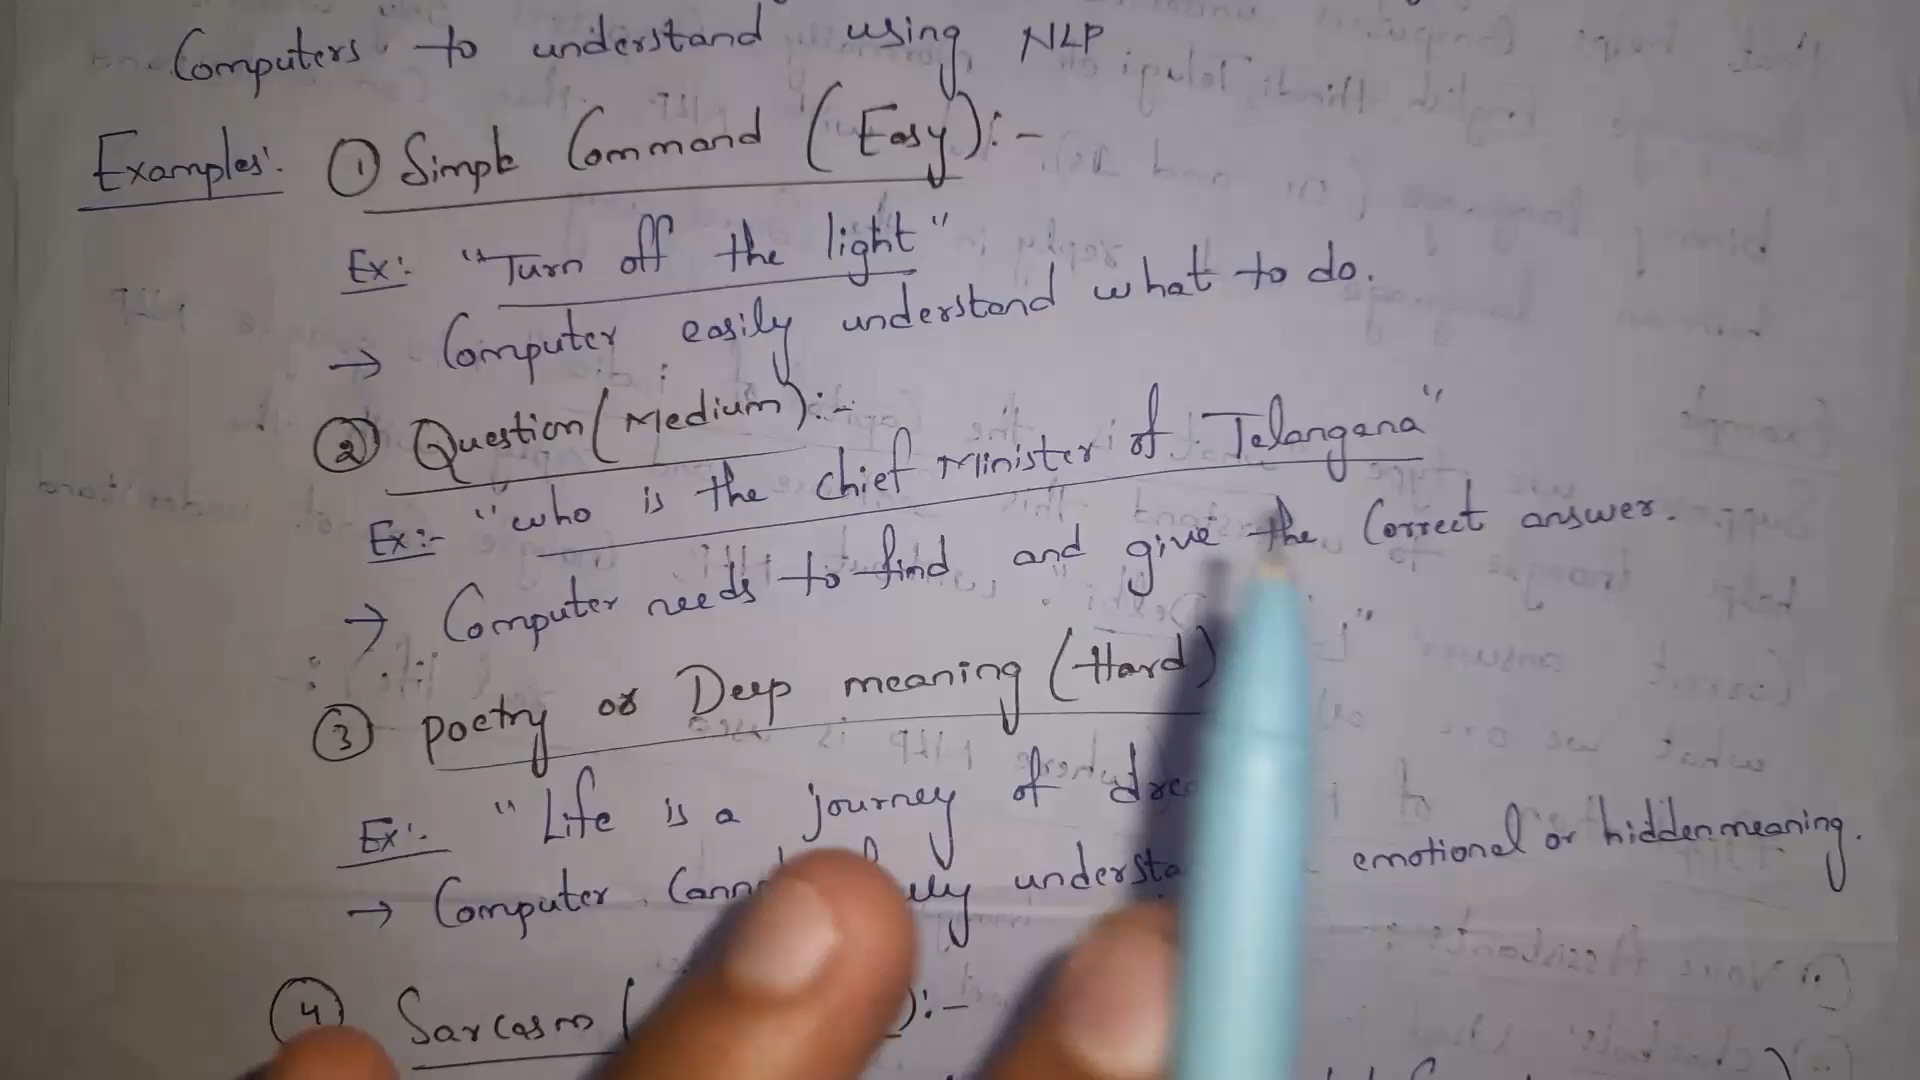 Computers to understand using NLP
Examples: ① Simple Command (Easy):-
Ex:- "Turn off the light"
→ Computer easily understand what to do.
② Question (Medium):-
Ex:- "who is the chief Minister of Telangana"
→ Computer needs to find and give the correct answer.
③ poetry or Deep meaning (Hard)
Ex:- "Life is a journey of
→ Computer emotional or hidden meaning.
④ Sarcasm ( ):-